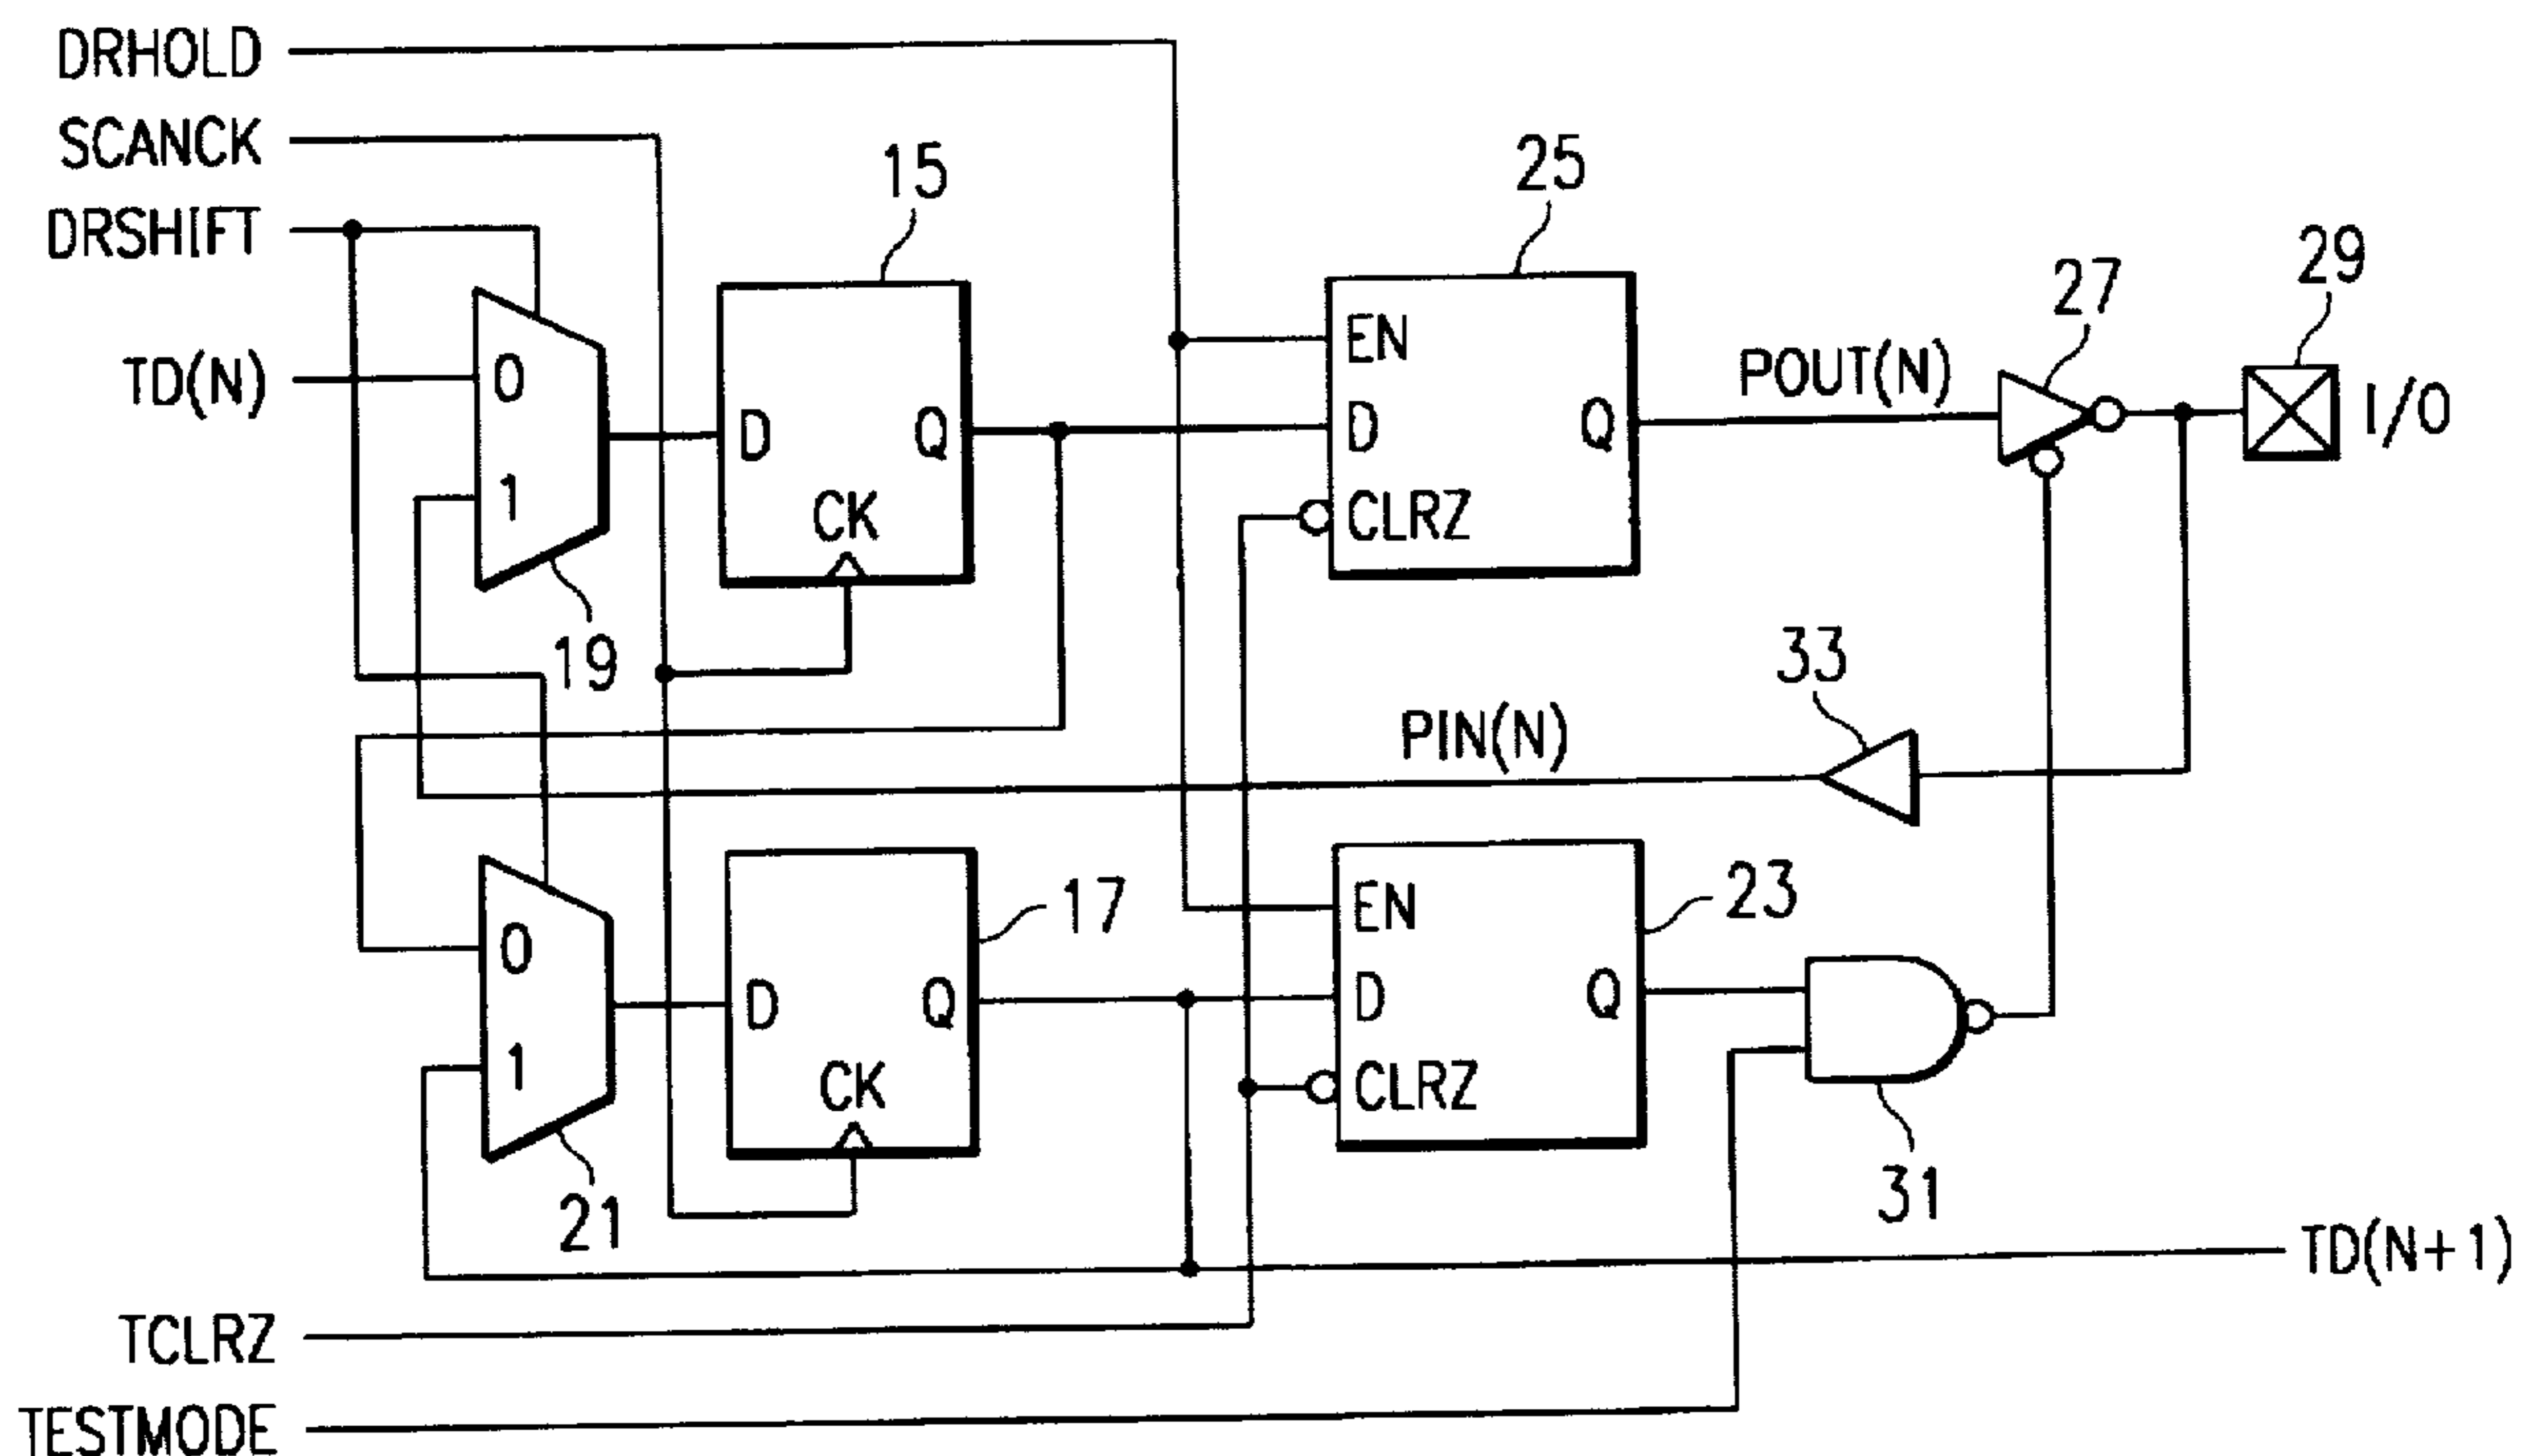 DRHOLD
SCANCK
DRSHIFT
TD(N)
0
1
19
15
D
Q
CK
25
EN
D
Q
CLRZ
POUT(N)
27
29
I/O
33
PIN(N)
0
1
21
17
D
Q
CK
23
EN
D
Q
CLRZ
31
TD(N+1)
TCLRZ
TESTMODE